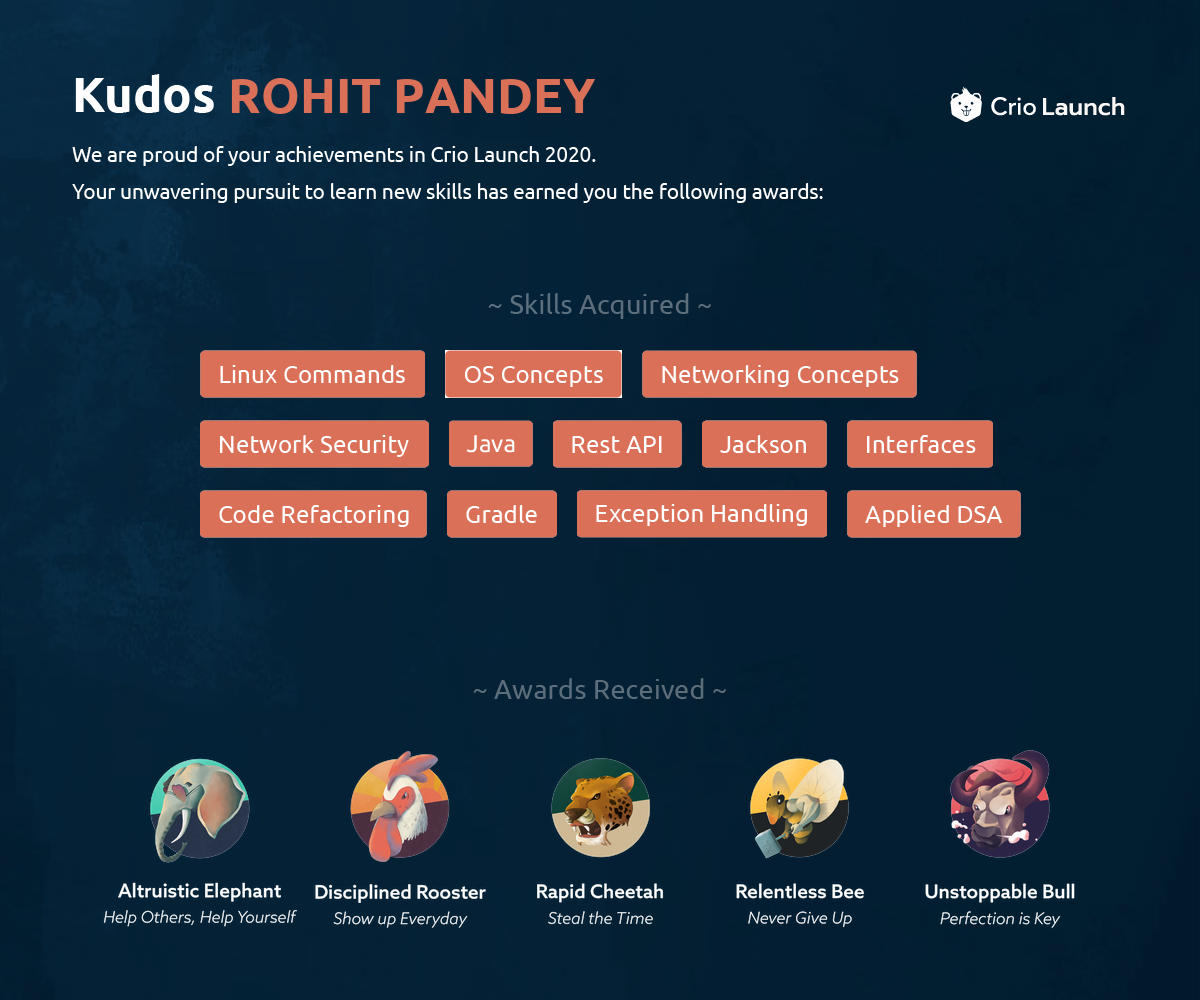 Kudos ROHIT PANDEY
Crio Launch
We are proud of your achievements in Crio Launch 2020.
Your unwavering pursuit to learn new skills has earned you the following awards:
~ Skills Acquired ~
Linux Commands OS Concepts Networking Concepts
Network Security Java Rest API Jackson Interfaces
Code Refactoring Gradle Exception Handling Applied DSA
~ Awards Received ~
Altruistic Elephant Disciplined Rooster Rapid Cheetah Relentless Bee Unstoppable Bull
Help Others, Help Yourself Show up Everyday Steal the Time Never Give Up Perfection is Key